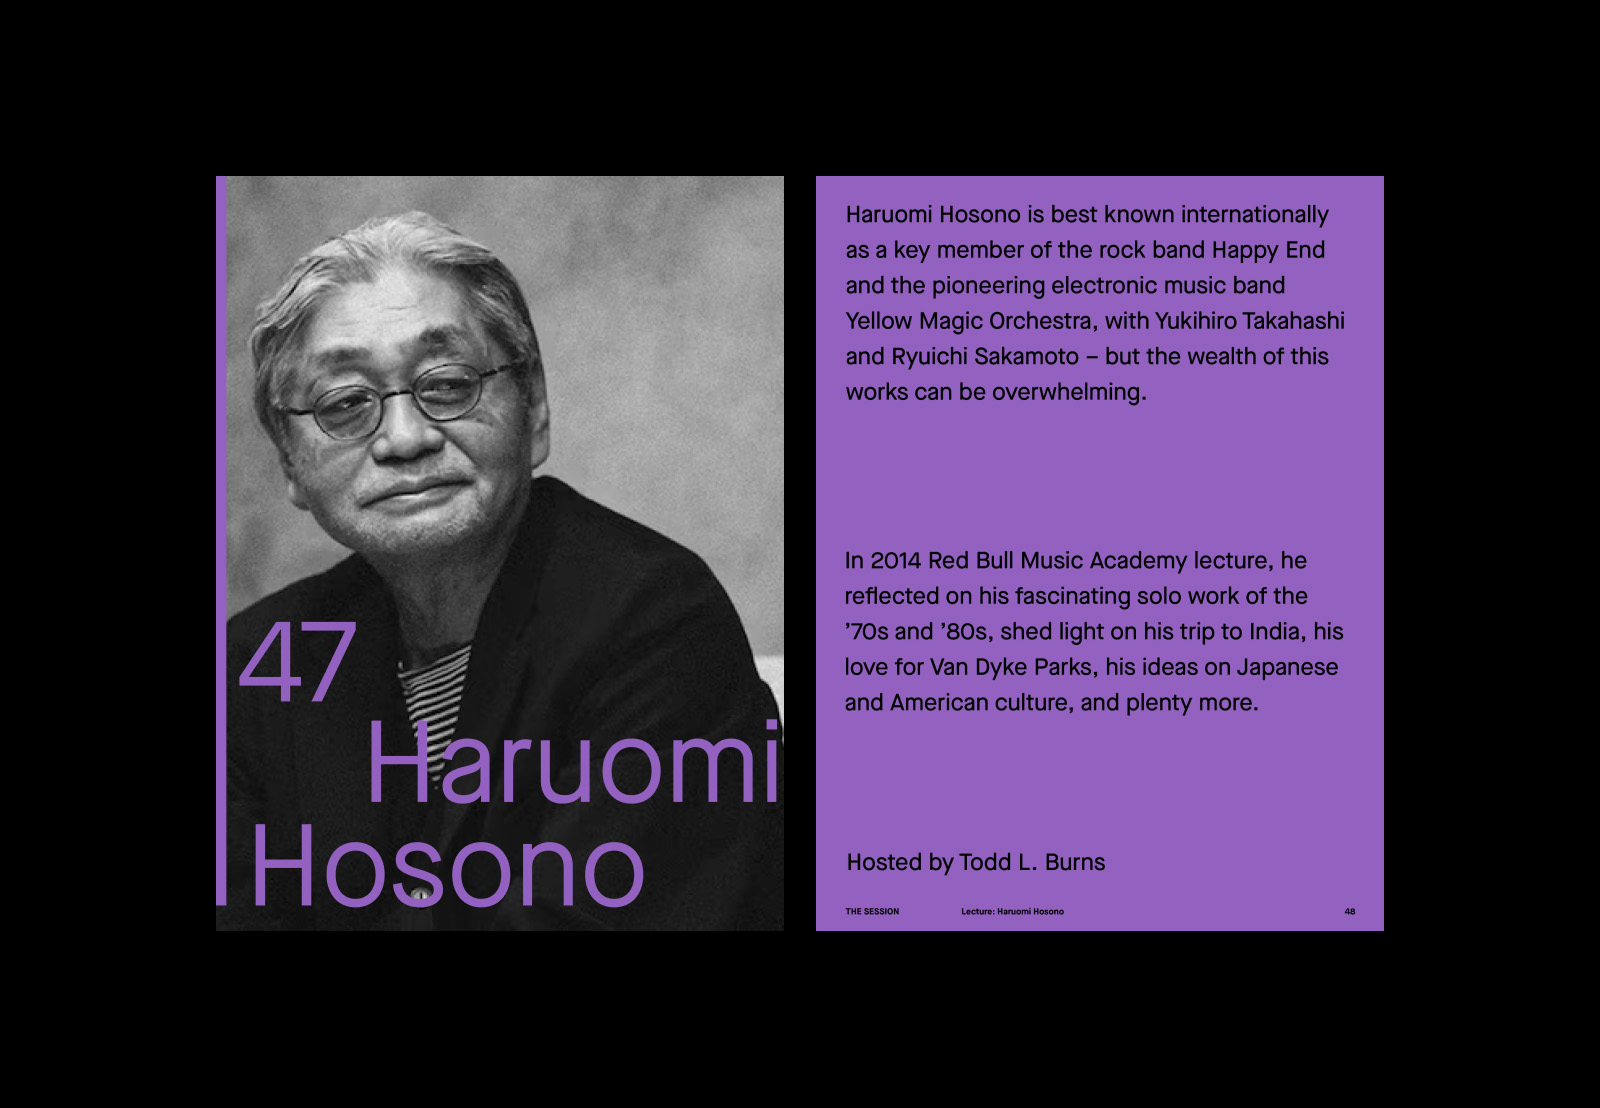 47
Haruomi
Hosono
Haruomi Hosono is best known internationally
as a key member of the rock band Happy End
and the pioneering electronic music band
Yellow Magic Orchestra, with Yukihiro Takahashi
and Ryuichi Sakamoto – but the wealth of this
works can be overwhelming.
In 2014 Red Bull Music Academy lecture, he
reflected on his fascinating solo work of the
’70s and ’80s, shed light on his trip to India, his
love for Van Dyke Parks, his ideas on Japanese
and American culture, and plenty more.
Hosted by Todd L. Burns
THE SESSION Lecture: Haruomi Hosono 48